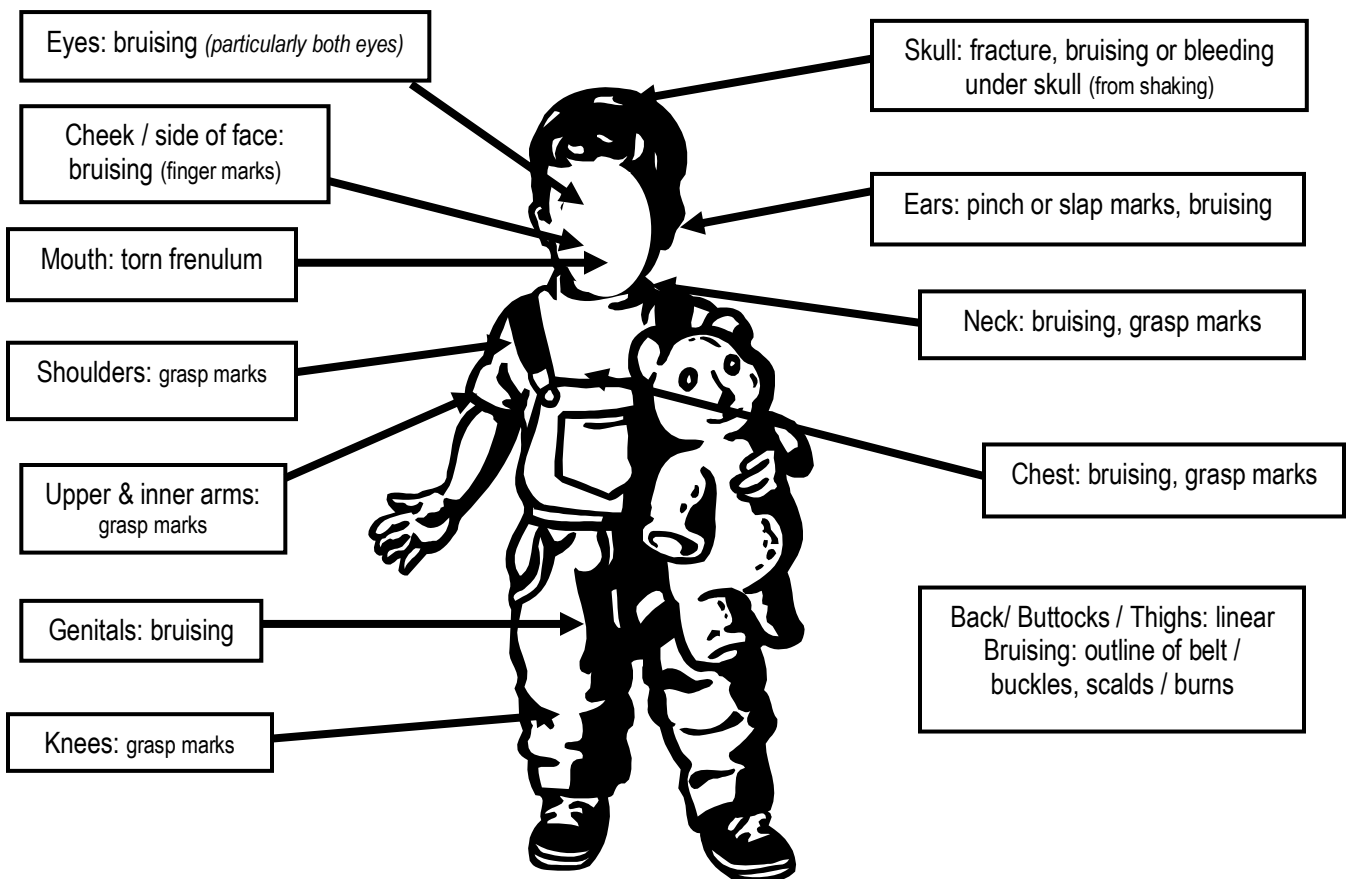 Eyes: bruising (particularly both eyes)
Cheek / side of face:
bruising (finger marks)
Mouth: torn frenulum
Shoulders: grasp marks
Upper & inner arms:
grasp marks
Genitals: bruising
Knees: grasp marks
Skull: fracture, bruising or bleeding
under skull (from shaking)
Ears: pinch or slap marks, bruising
Neck: bruising, grasp marks
Chest: bruising, grasp marks
Back/ Buttocks / Thighs: linear
Bruising: outline of belt /
buckles, scalds / burns